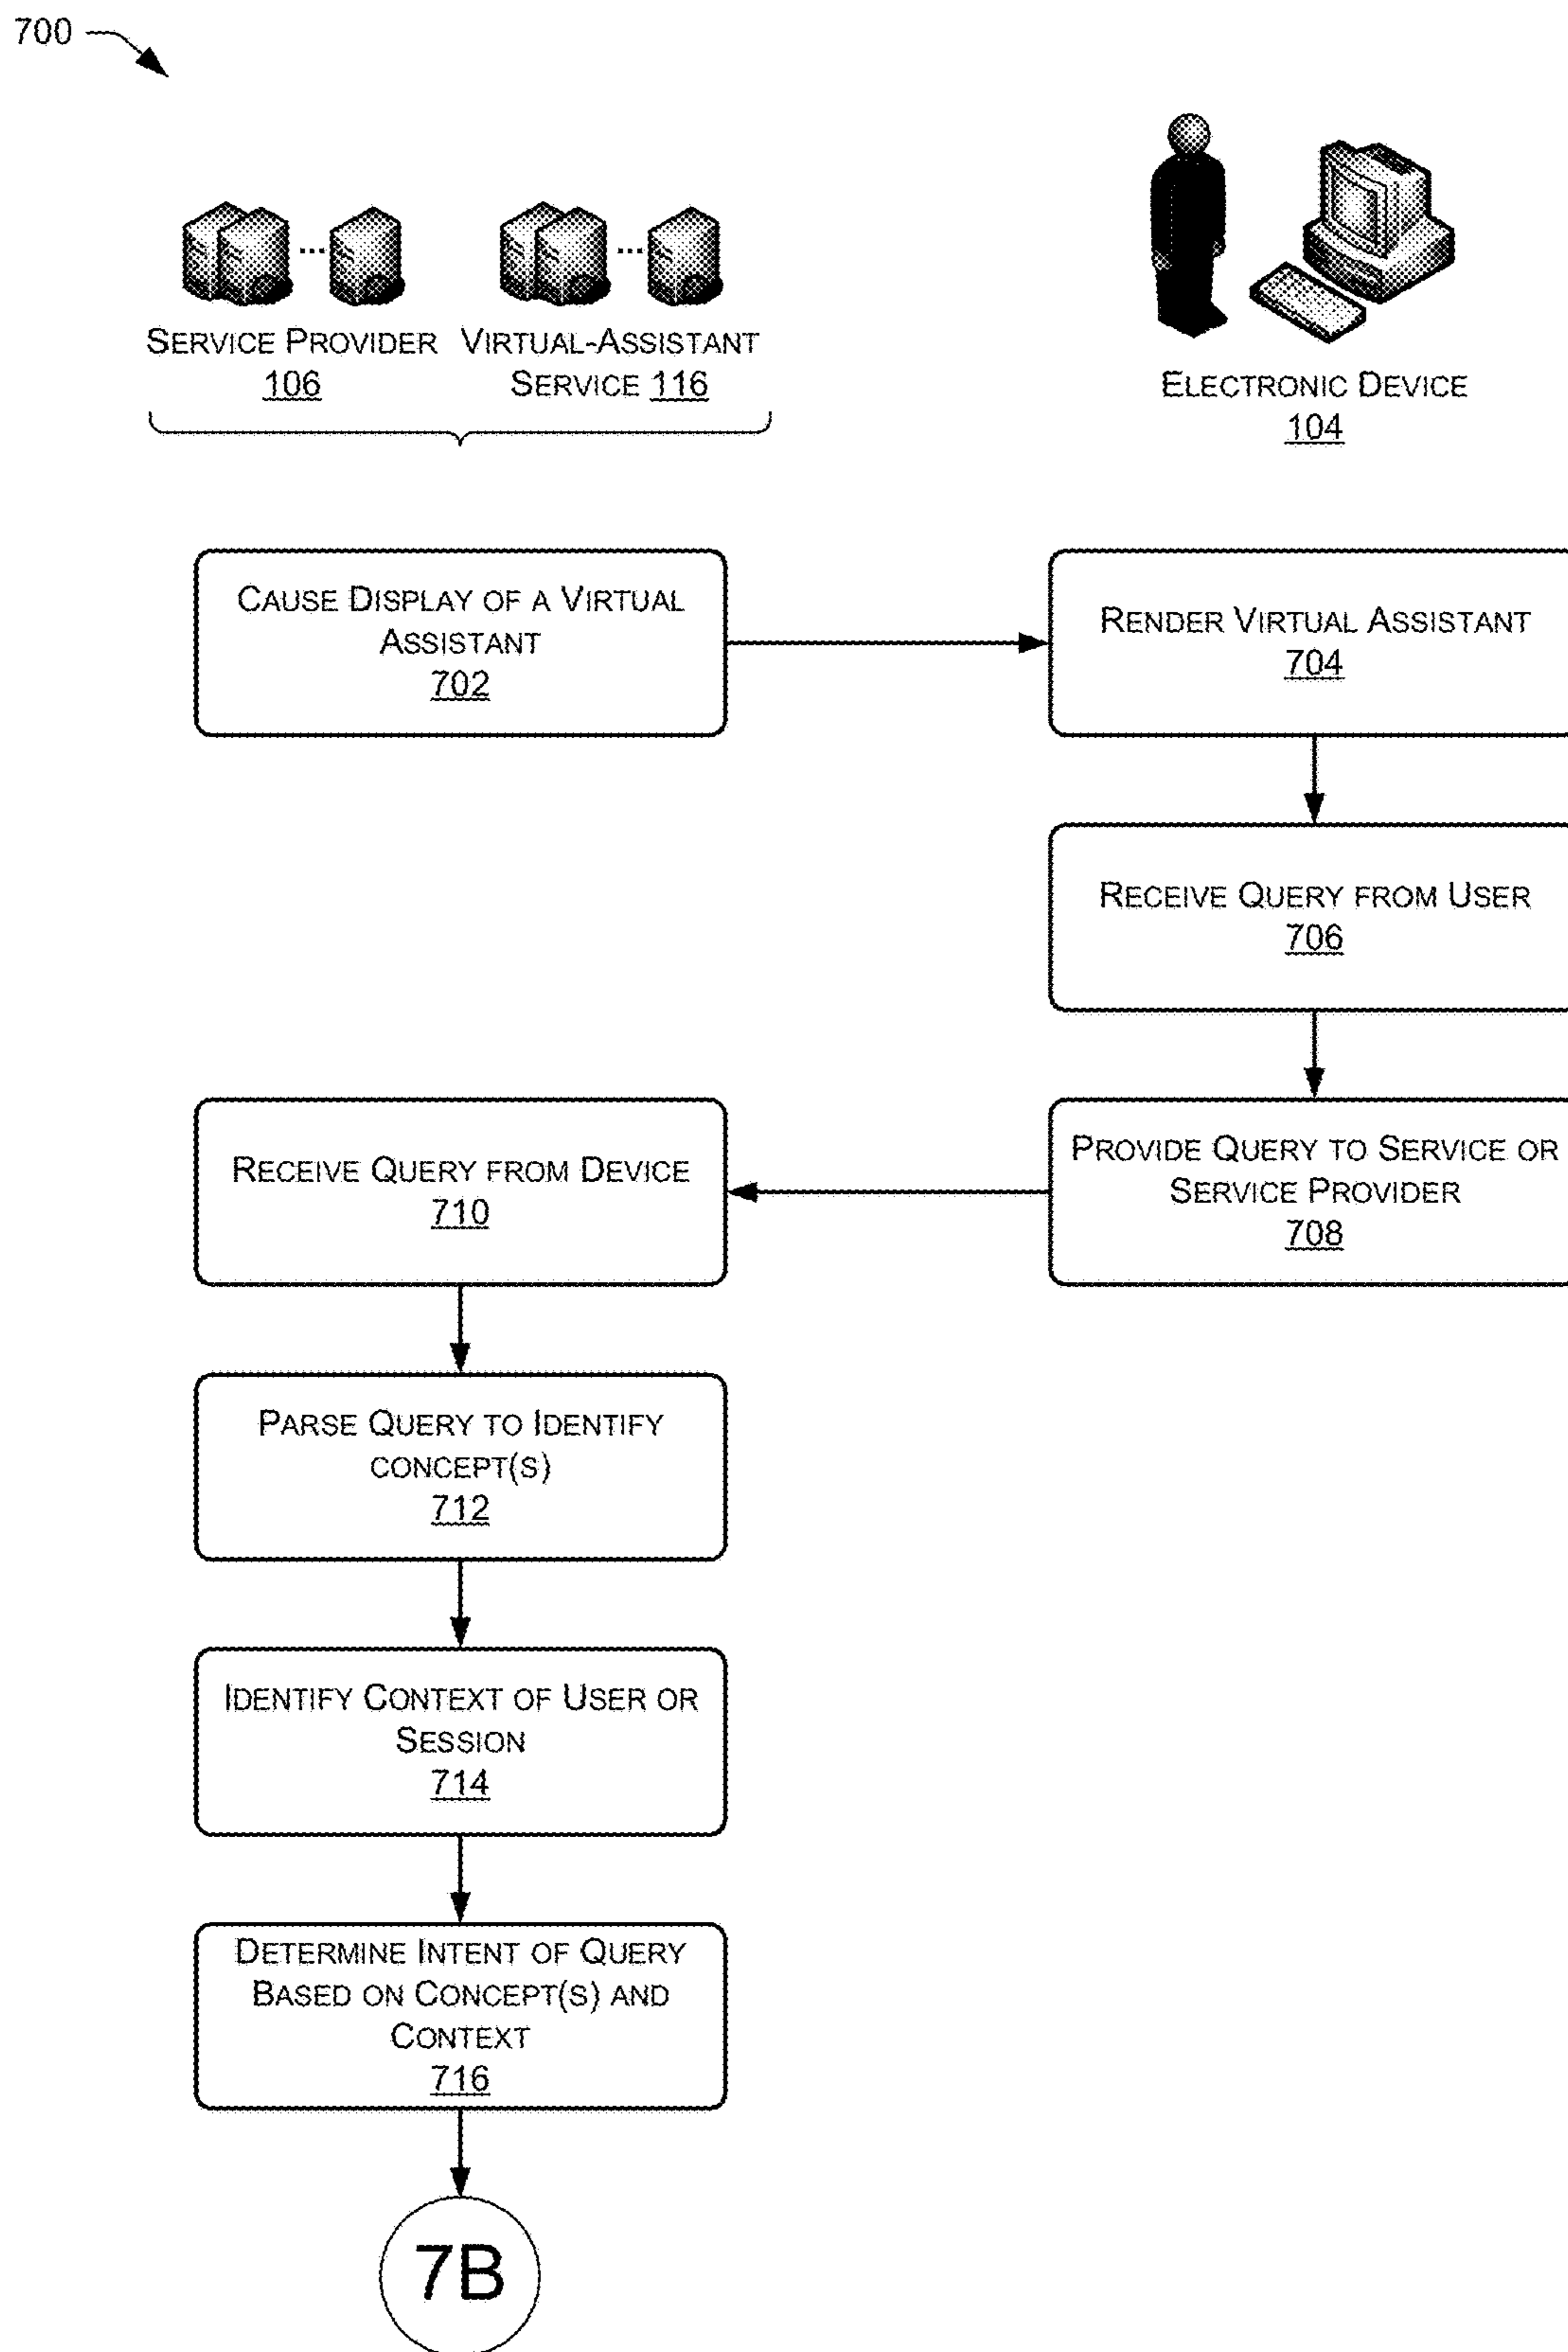 700
SERVICE PROVIDER
106
VIRTUAL-ASSISTANT
SERVICE 116
ELECTRONIC DEVICE
104
CAUSE DISPLAY OF A VIRTUAL
ASSISTANT
702
RENDER VIRTUAL ASSISTANT
704
RECEIVE QUERY FROM USER
706
PROVIDE QUERY TO SERVICE OR
SERVICE PROVIDER
708
RECEIVE QUERY FROM DEVICE
710
PARSE QUERY TO IDENTIFY
CONCEPT(S)
712
IDENTIFY CONTEXT OF USER OR
SESSION
714
DETERMINE INTENT OF QUERY
BASED ON CONCEPT(S) AND
CONTEXT
716
7B